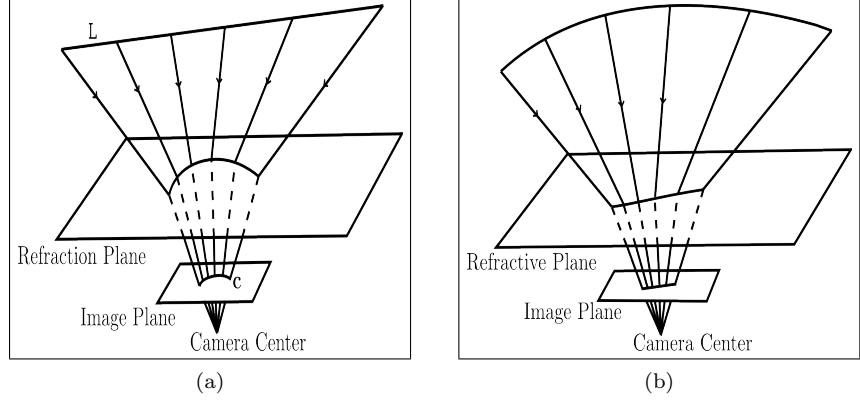 L
Refraction Plane
C
Image Plane
Camera Center
(a)
Refractive Plane
Image Plane
Camera Center
(b)